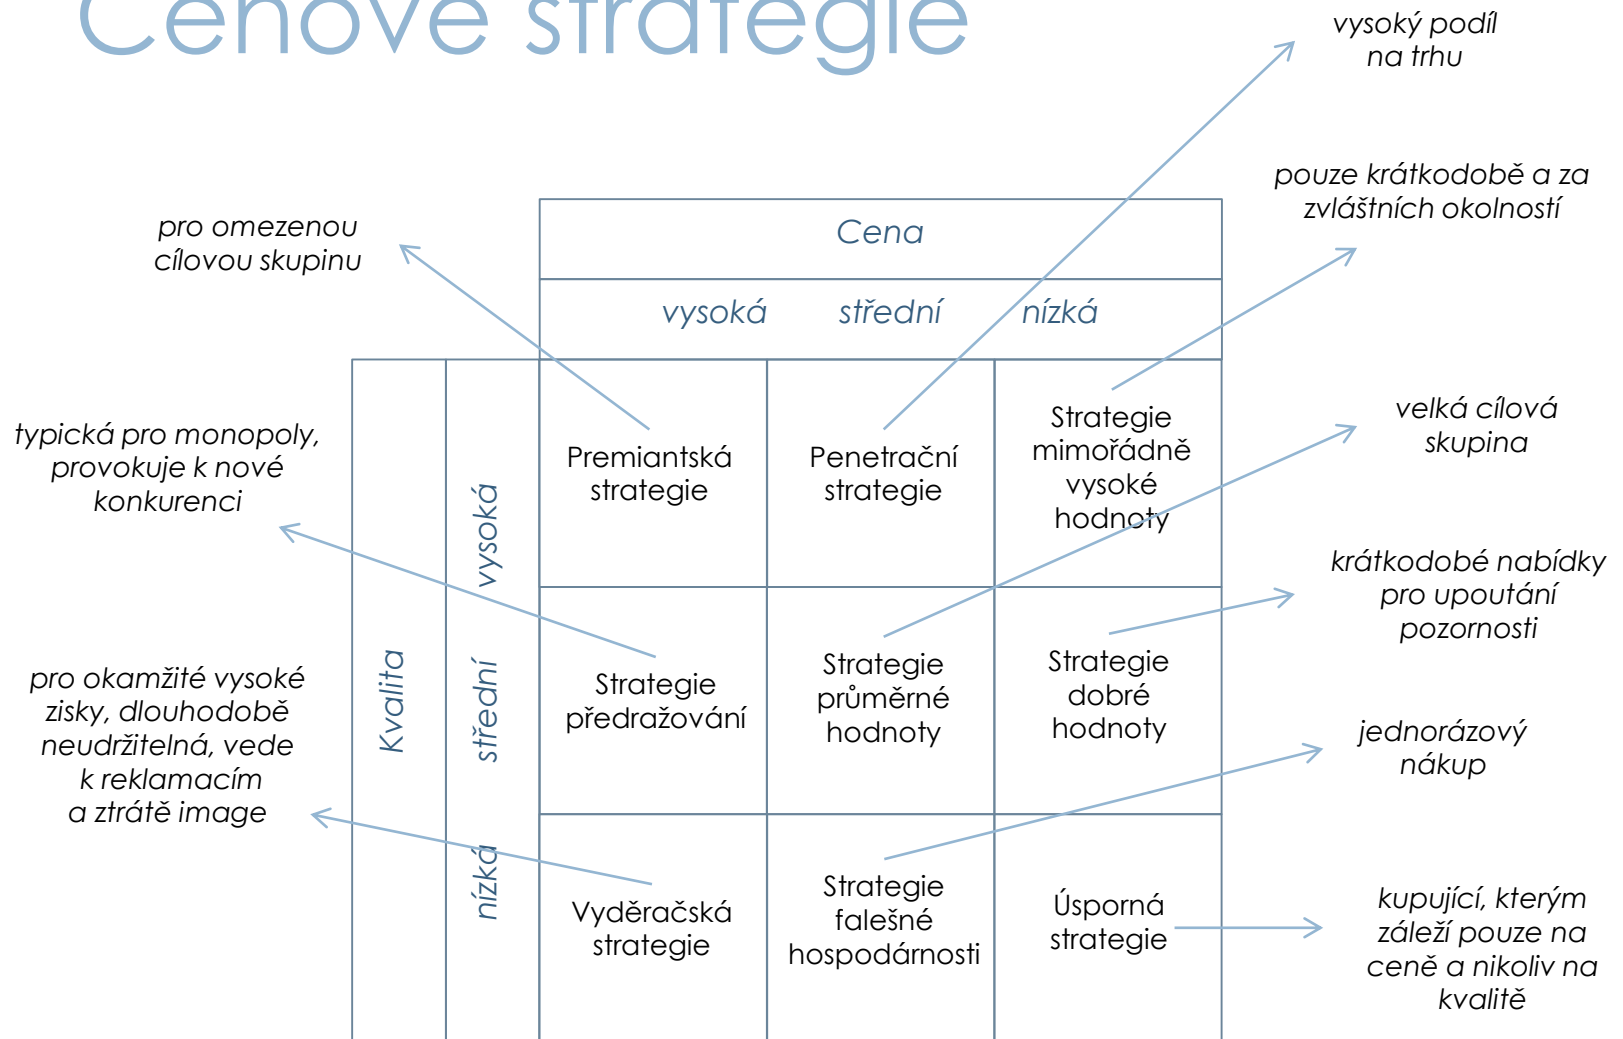 Cenové strategie
vysoký podíl
na trhu
pouze krátkodobě a za
zvláštních okolností
pro omezenou
cílovou skupinu
Cena
vysoká střední nízká
velká cílová
skupina
typická pro monopoly,
provokuje k nové
konkurenci
Premiantská
strategie
Penetrační
strategie
Strategie
mimořádně
vysoké
hodnoty
krátkodobé nabídky
pro upoutání
pozornosti
Kvalita
vysoká
střední
nízká
pro okamžité vysoké
zisky, dlouhodobě
neudržitelná, vede
k reklamacím
a ztrátě image
Strategie
předražování
Strategie
průměrné
hodnoty
Strategie
dobré
hodnoty
jednorázový
nákup
Vyděračská
strategie
Strategie
falešné
hospodárnosti
Úsporná
strategie
kupující, kterým
záleží pouze na
ceně a nikoliv na
kvalitě